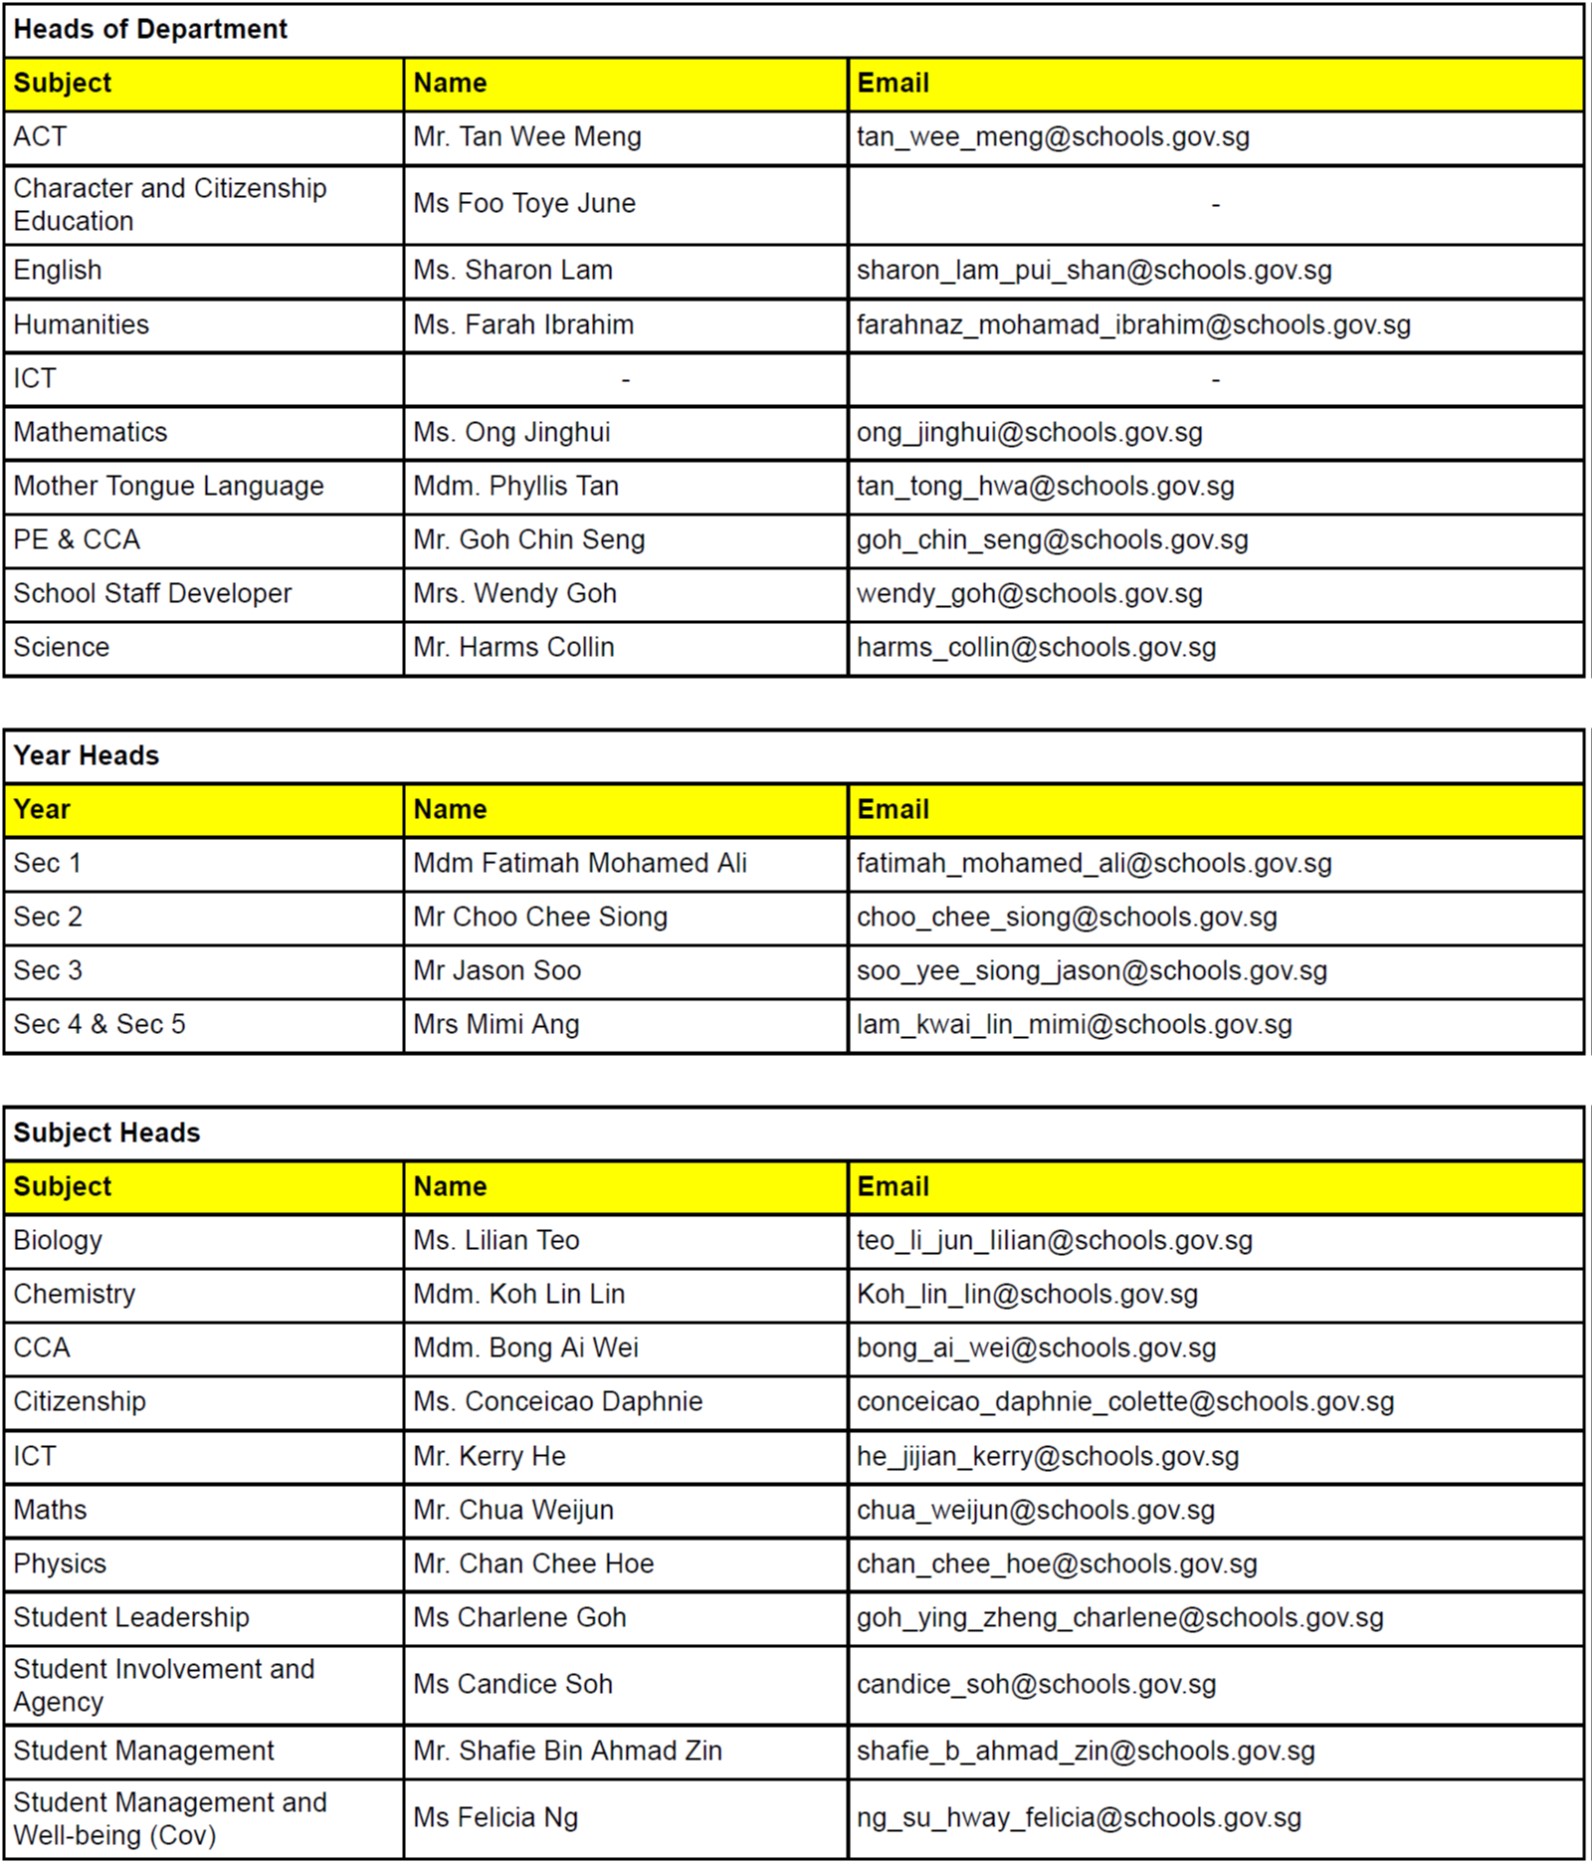 Heads of Department
Subject Name Email
ACT Mr. Tan Wee Meng tan_wee_meng@schools.gov.sg
Character and Citizenship
Education Ms Foo Toye June -
English Ms. Sharon Lam sharon_lam_pui_shan@schools.gov.sg
Humanities Ms. Farah Ibrahim farahnaz_mohamad_ibrahim@schools.gov.sg
ICT - -
Mathematics Ms. Ong Jinghui ong_jinghui@schools.gov.sg
Mother Tongue Language Mdm. Phyllis Tan tan_tong_hwa@schools.gov.sg
PE & CCA Mr. Goh Chin Seng goh_chin_seng@schools.gov.sg
School Staff Developer Mrs. Wendy Goh wendy_goh@schools.gov.sg
Science Mr. Harms Collin harms_collin@schools.gov.sg
Year Heads
Year Name Email
Sec 1 Mdm Fatimah Mohamed Ali fatimah_mohamed_ali@schools.gov.sg
Sec 2 Mr Choo Chee Siong choo_chee_siong@schools.gov.sg
Sec 3 Mr Jason Soo soo_yee_siong_jason@schools.gov.sg
Sec 4 & Sec 5 Mrs Mimi Ang lam_kwai_lin_mimi@schools.gov.sg
Subject Heads
Subject Name Email
Biology Ms. Lilian Teo teo_li_jun_lilian@schools.gov.sg
Chemistry Mdm. Koh Lin Lin Koh_lin_lin@schools.gov.sg
CCA Mdm. Bong Ai Wei bong_ai_wei@schools.gov.sg
Citizenship Ms. Conceicao Daphnie conceicao_daphnie_colette@schools.gov.sg
ICT Mr. Kerry He he_jijian_kerry@schools.gov.sg
Maths Mr. Chua Weijun chua_weijun@schools.gov.sg
Physics Mr. Chan Chee Hoe chan_chee_hoe@schools.gov.sg
Student Leadership Ms Charlene Goh goh_ying_zheng_charlene@schools.gov.sg
Student Involvement and
Agency Ms Candice Soh candice_soh@schools.gov.sg
Student Management Mr. Shafie Bin Ahmad Zin shafie_b_ahmad_zin@schools.gov.sg
Student Management and
Well-being (Cov) Ms Felicia Ng ng_su_hway_felicia@schools.gov.sg